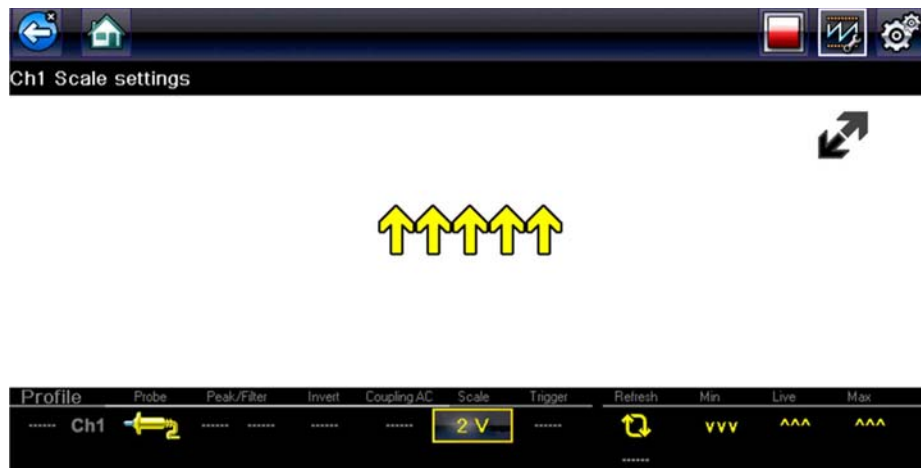 Ch1 Scale settings
Profile Probe Peak/Filter Invert Coupling AC Scale Trigger Refresh Min Live Max
------ Ch1 ------ ------ ------ ------ 2 V ------ vvv ^^^ ^^^
------